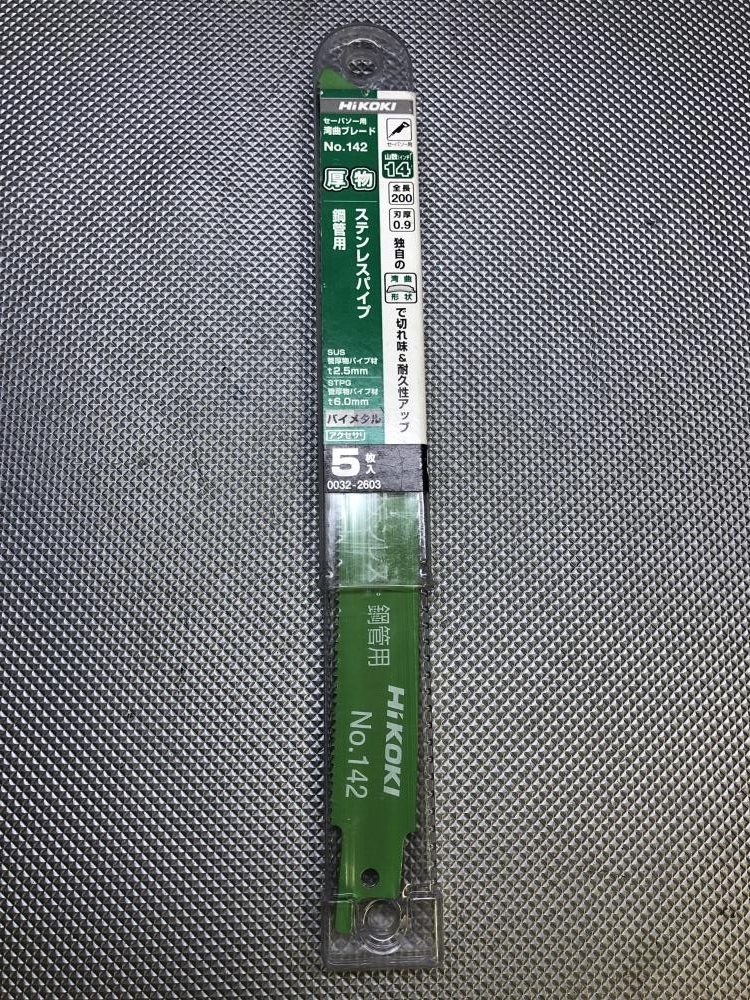 HiKOKI
セーバソー用
湾曲ブレード
No.142
厚物
ステンレスパイプ
鋼管用
SUS
管厚物パイプ材
t2.5mm
STPG
管厚物パイプ材
t6.0mm
バイメタル
アクセサリ
セーバソー用
山数(インチ)
14
全長
200
刃厚
0.9
独自の湾曲形状で切れ味&耐久性アップ
5枚入
0032-2603
鋼管用
HiKOKI
No.142